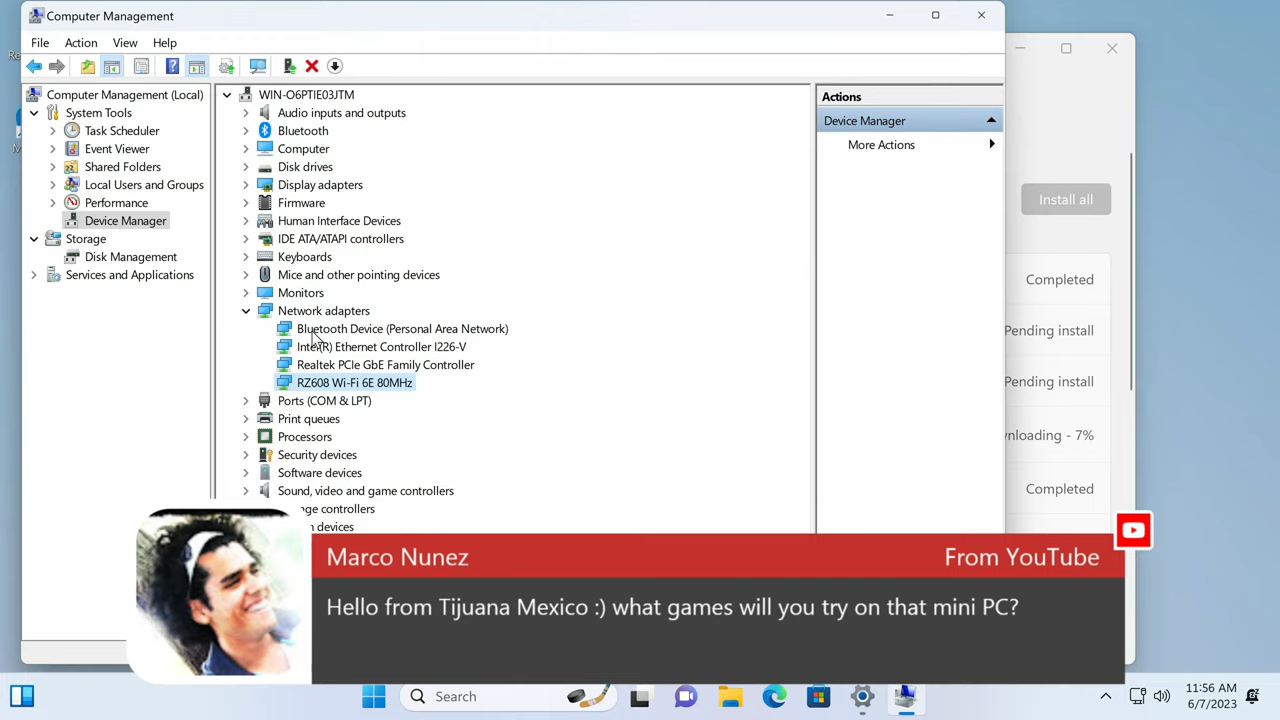 Computer Management
File Action View Help
Computer Management (Local)
System Tools
Task Scheduler
Event Viewer
Shared Folders
Local Users and Groups
Performance
Device Manager
Storage
Disk Management
Services and Applications
WIN-O6PTIE03JTM
Audio inputs and outputs
Bluetooth
Computer
Disk drives
Display adapters
Firmware
Human Interface Devices
IDE ATA/ATAPI controllers
Keyboards
Mice and other pointing devices
Monitors
Network adapters
Bluetooth Device (Personal Area Network)
Intel(R) Ethernet Controller I226-V
Realtek PCIe GbE Family Controller
RZ608 Wi-Fi 6E 80MHz
Ports (COM & LPT)
Print queues
Processors
Security devices
Software devices
Sound, video and game controllers
controllers
devices
Actions
Device Manager
More Actions
Install all
Completed
Pending install
Pending install
7%
Completed
Marco Nunez From YouTube
Hello from Tijuana Mexico :) what games will you try on that mini PC?
Search
11:56 AM
6/7/2023